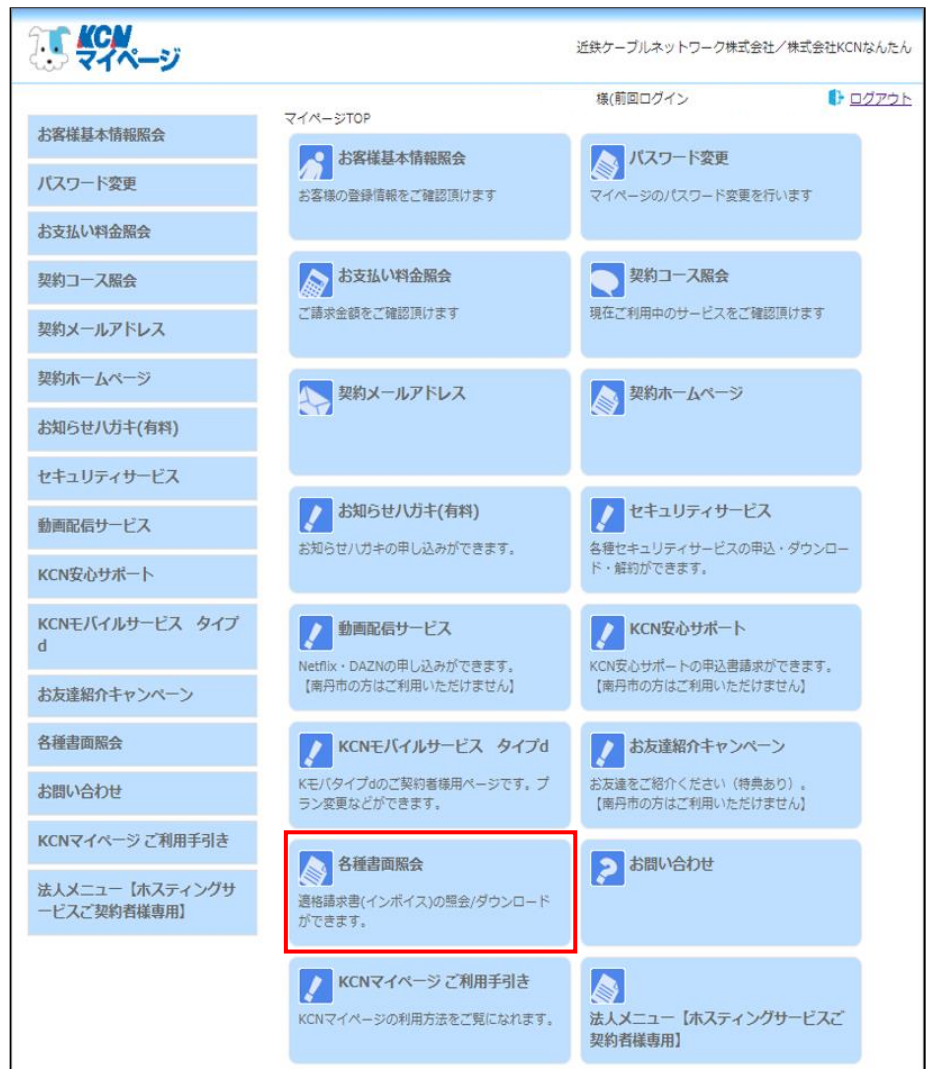 KCN
マイページ
近鉄ケーブルネットワーク株式会社／株式会社KCNなんたん
様(前回ログイン
ログアウト
お客様基本情報照会
パスワード変更
お支払い料金照会
契約コース照会
契約メールアドレス
契約ホームページ
お知らせハガキ(有料)
セキュリティサービス
動画配信サービス
KCN安心サポート
KCNモバイルサービス　タイプ
d
お友達紹介キャンペーン
各種書面照会
お問い合わせ
KCNマイページ ご利用手引き
法人メニュー【ホスティングサ
ービスご契約者様専用】
マイページTOP
お客様基本情報照会
お客様の登録情報をご確認頂けます
パスワード変更
マイページのパスワード変更を行います
お支払い料金照会
ご請求金額をご確認頂けます
契約コース照会
現在ご利用中のサービスをご確認頂けます
契約メールアドレス
契約ホームページ
お知らせハガキ(有料)
お知らせハガキの申し込みができます。
セキュリティサービス
各種セキュリティサービスの申込・ダウンロー
ド・解約ができます。
動画配信サービス
Netflix・DAZNの申し込みができます。
【南丹市の方はご利用いただけません】
KCN安心サポート
KCN安心サポートの申込書請求ができます。
【南丹市の方はご利用いただけません】
KCNモバイルサービス　タイプd
Kモバタイプdのご契約者様用ページです。プ
ラン変更などができます。
お友達紹介キャンペーン
お友達をご紹介ください（特典あり）。
【南丹市の方はご利用いただけません】
各種書面照会
適格請求書(インボイス)の照会/ダウンロード
ができます。
お問い合わせ
KCNマイページ ご利用手引き
KCNマイページの利用方法をご覧になれます。
法人メニュー【ホスティングサービスご
契約者様専用】